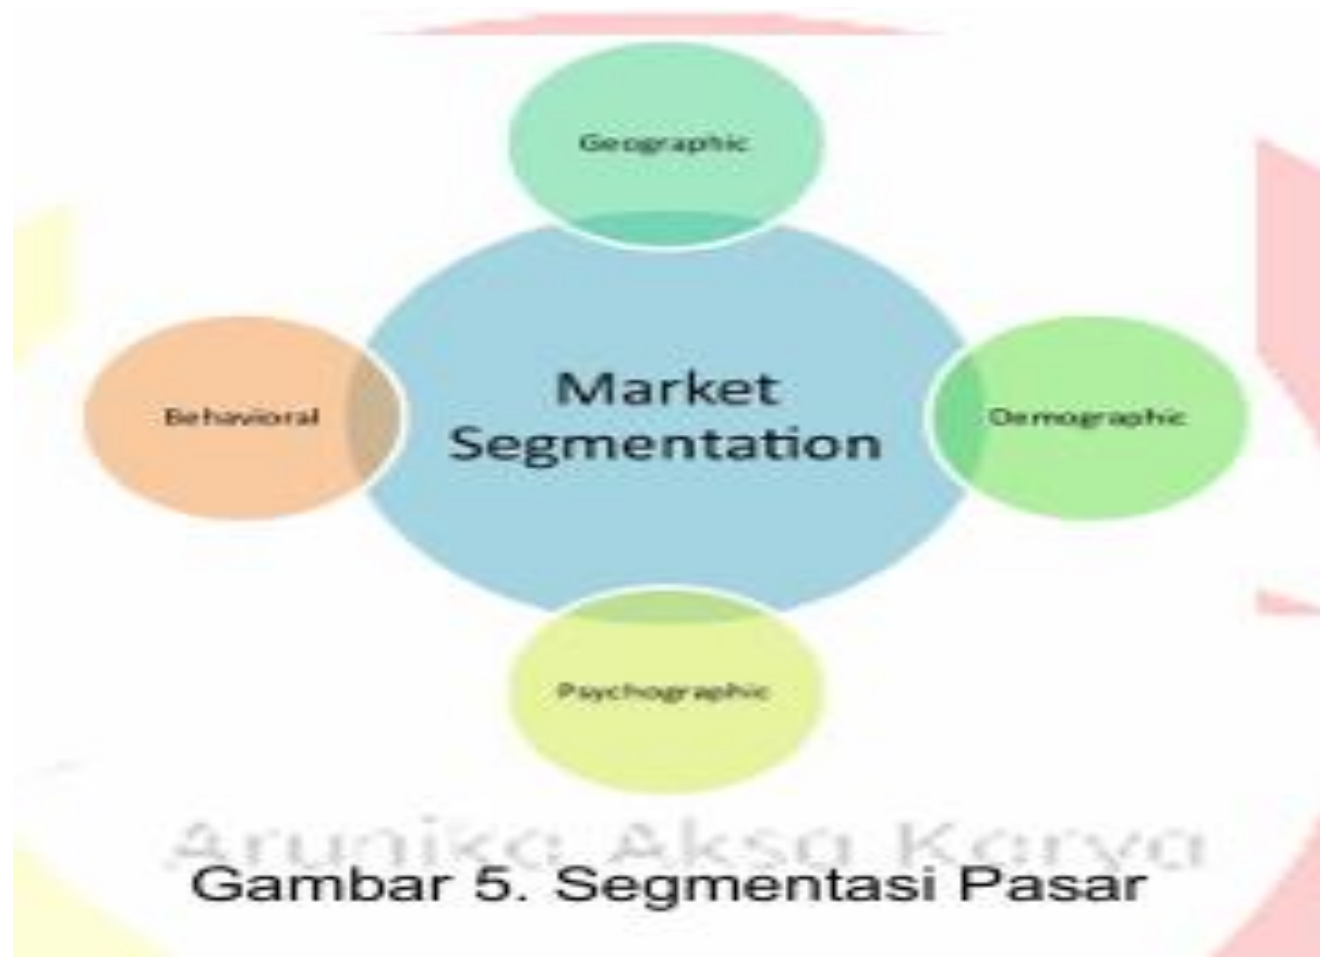 Geographic
Market
Segmentation
Behavioral
Demographic
Psychographic
Arunika Aksa Karya
Gambar 5. Segmentasi Pasar